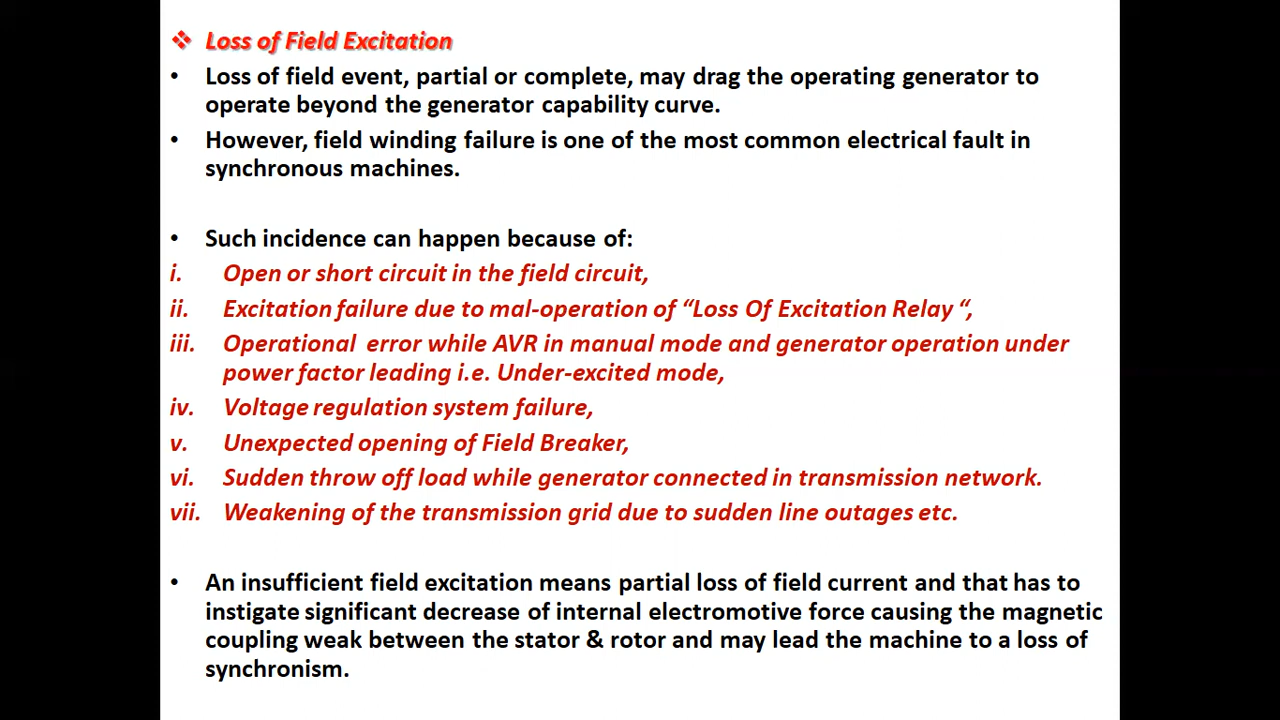 ❖ Loss of Field Excitation
• Loss of field event, partial or complete, may drag the operating generator to
operate beyond the generator capability curve.
• However, field winding failure is one of the most common electrical fault in
synchronous machines.
• Such incidence can happen because of:
i. Open or short circuit in the field circuit,
ii. Excitation failure due to mal-operation of “Loss Of Excitation Relay “,
iii. Operational error while AVR in manual mode and generator operation under
power factor leading i.e. Under-excited mode,
iv. Voltage regulation system failure,
v. Unexpected opening of Field Breaker,
vi. Sudden throw off load while generator connected in transmission network.
vii. Weakening of the transmission grid due to sudden line outages etc.
• An insufficient field excitation means partial loss of field current and that has to
instigate significant decrease of internal electromotive force causing the magnetic
coupling weak between the stator & rotor and may lead the machine to a loss of
synchronism.